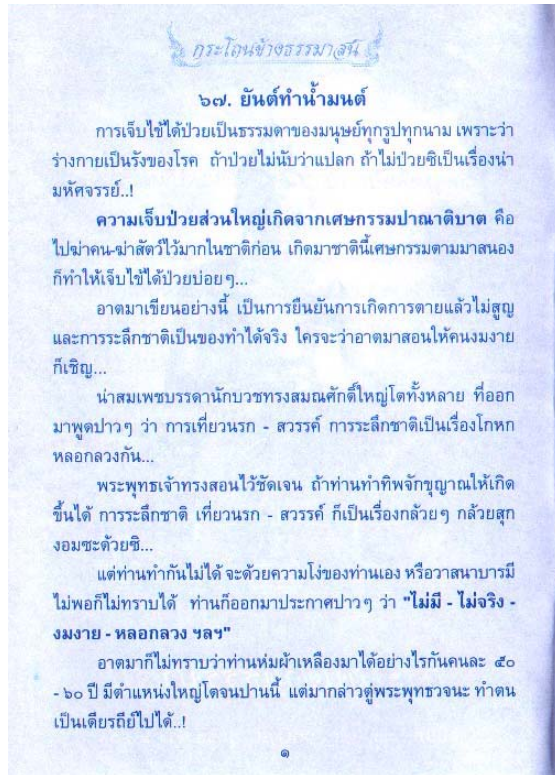 กระโถนข้างธรรมาสน์
๖๗. ยันต์ทำน้ำมนต์
การเจ็บไข้ได้ป่วยเป็นธรรมดาของมนุษย์ทุกรูปทุกนาม เพราะว่า
ร่างกายเป็นรังของโรค ถ้าป่วยไม่นับว่าแปลก ถ้าไม่ป่วยซิเป็นเรื่องน่า
มหัศจรรย์..!
ความเจ็บป่วยส่วนใหญ่เกิดจากเศษกรรมปาณาติบาต คือ
ไปฆ่าคน-ฆ่าสัตว์ไว้มากในชาติก่อน เกิดมาชาตินี้เศษกรรมตามมาสนอง
ก็ทำให้เจ็บไข้ได้ป่วยบ่อยๆ...
อาตมาเขียนอย่างนี้ เป็นการยืนยันการเกิดการตายแล้วไม่สูญ
และการระลึกชาติเป็นของทำได้จริง ใครจะว่าอาตมาสอนให้คนงมงาย
ก็เชิญ...
น่าสมเพชบรรดานักบวชทรงสมณศักดิ์ใหญ่โตทั้งหลาย ที่ออก
มาพูดปาวๆ ว่า การเที่ยวนรก - สวรรค์ การระลึกชาติเป็นเรื่องโกหก
หลอกลวงกัน...
พระพุทธเจ้าทรงสอนไว้ชัดเจน ถ้าท่านทำทิพจักขุญาณให้เกิด
ขึ้นได้ การระลึกชาติ เที่ยวนรก - สวรรค์ ก็เป็นเรื่องกล้วยๆ กล้วยสุก
งอมซะด้วยซิ...
แต่ท่านทำกันไม่ได้ จะด้วยความโง่ของท่านเอง หรือวาสนาบารมี
ไม่พอก็ไม่ทราบได้ ท่านก็ออกมาประกาศปาวๆ ว่า "ไม่มี - ไม่จริง -
งมงาย - หลอกลวง ฯลฯ"
อาตมาก็ไม่ทราบว่าท่านห่มผ้าเหลืองมาได้อย่างไรกันคนละ ๕๐
- ๖๐ ปี มีตำแหน่งใหญ่โตจนปานนี้ แต่มากล่าวตู่พระพุทธวจนะ ทำตน
เป็นเดียรถีย์ไปได้..!
๑